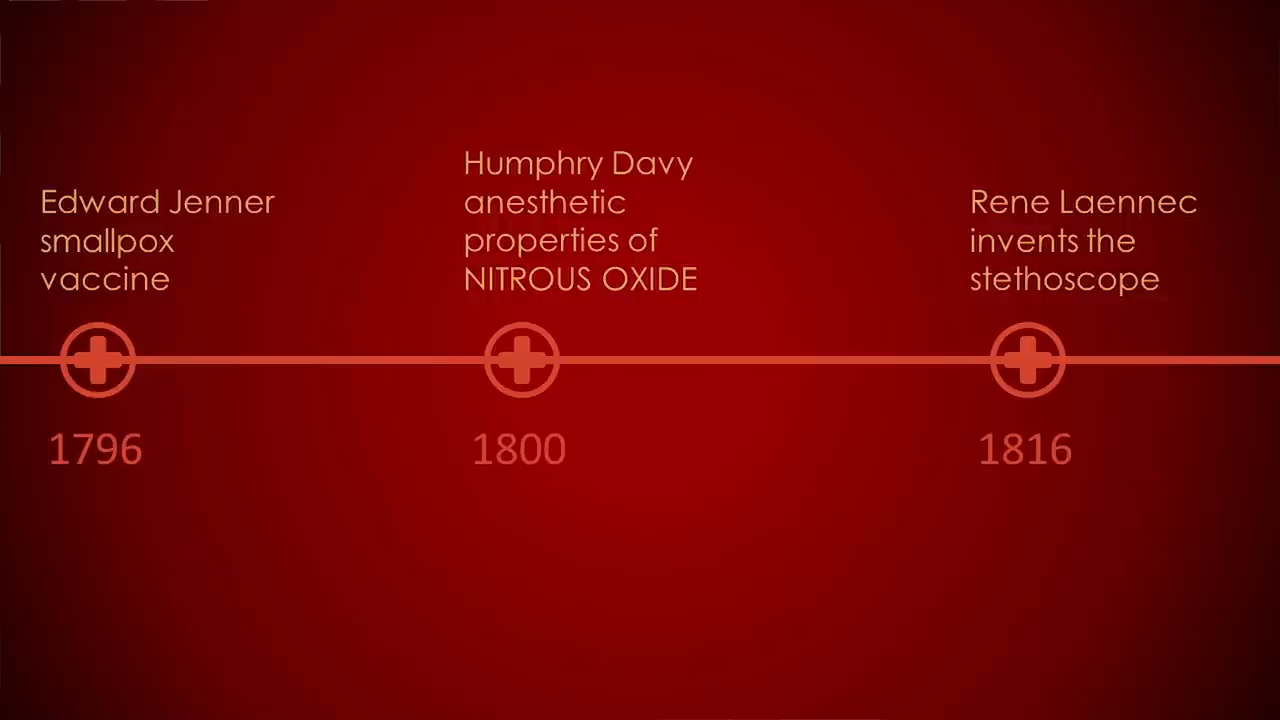 Edward Jenner
smallpox
vaccine
1796
Humphry Davy
anesthetic
properties of
NITROUS OXIDE
1800
Rene Laennec
invents the
stethoscope
1816